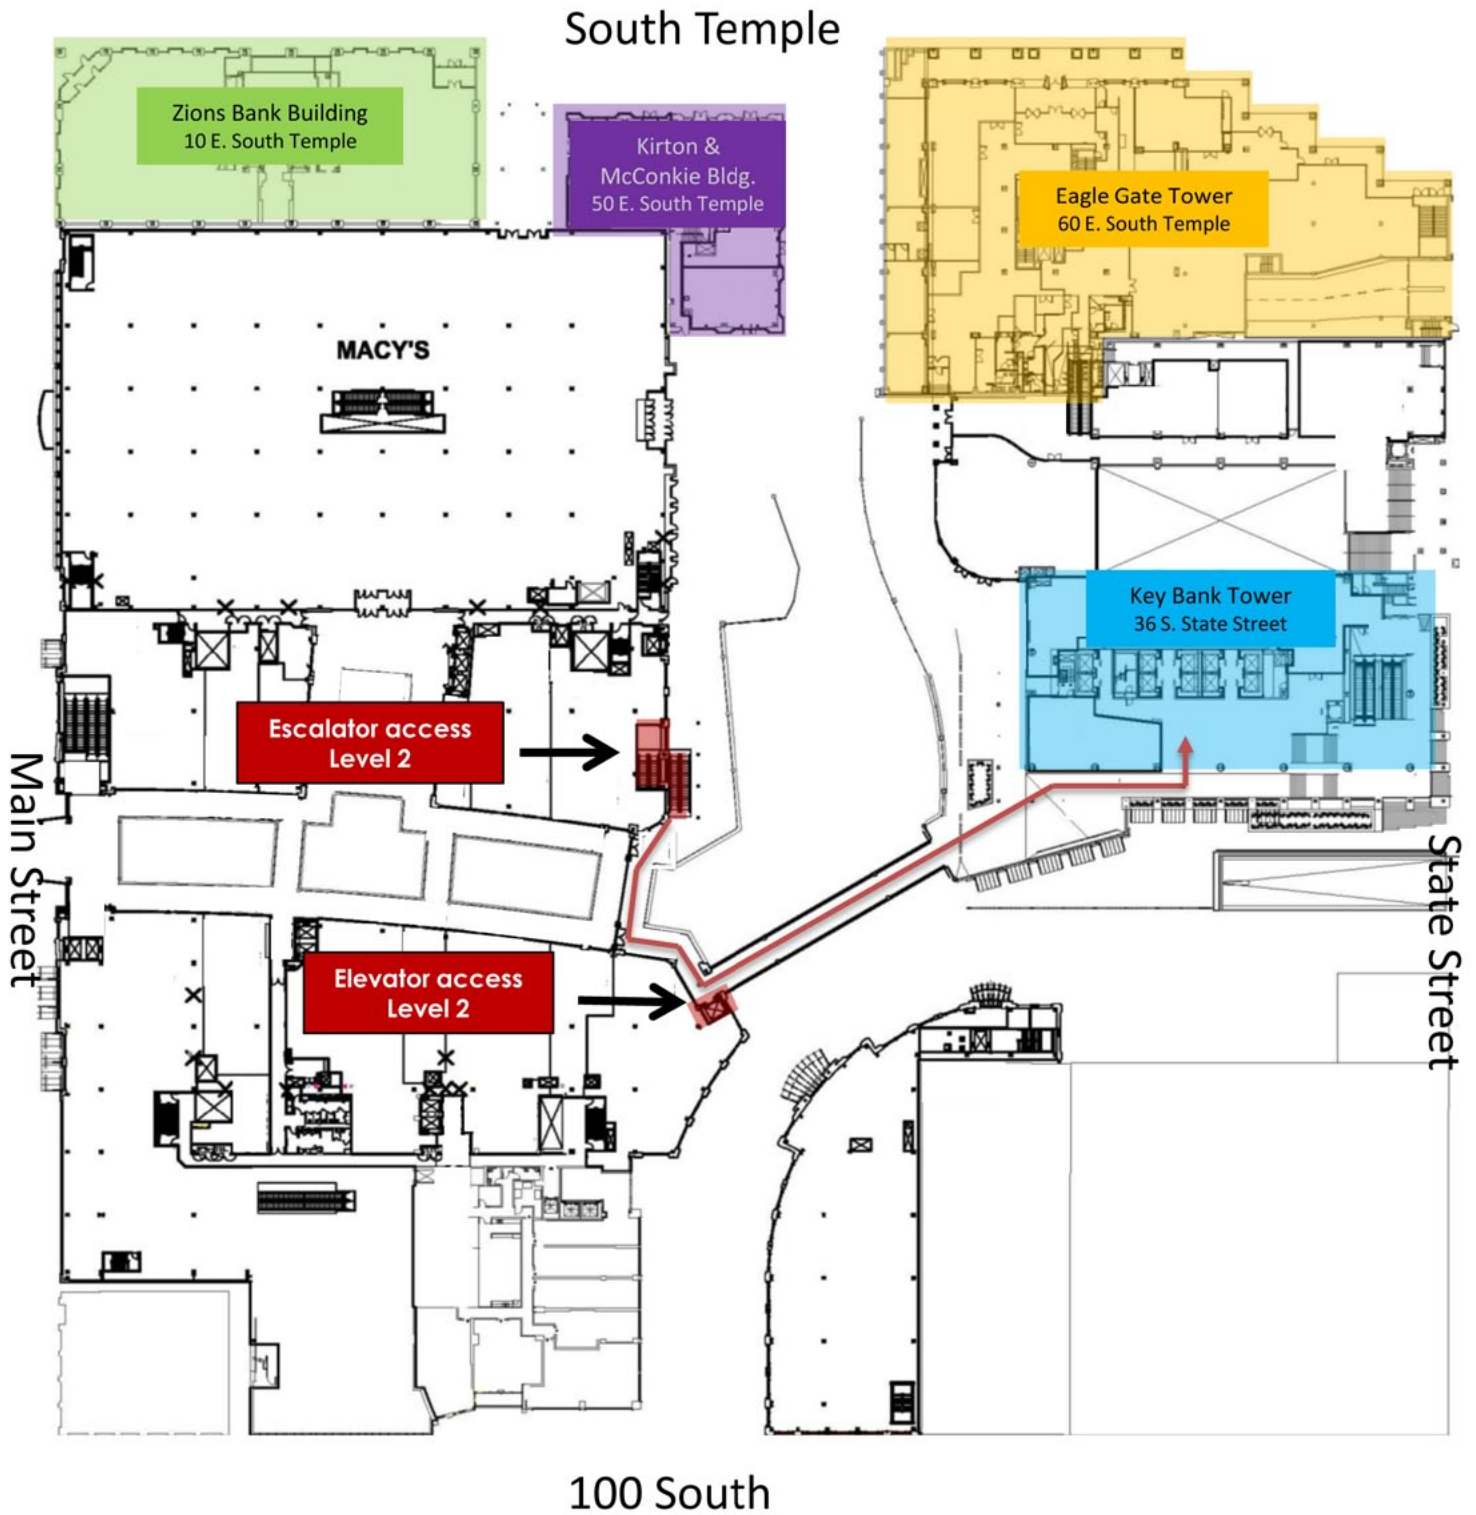 South Temple
Zions Bank Building
10 E. South Temple
Kirton &
McConkie Bldg.
50 E. South Temple
Eagle Gate Tower
60 E. South Temple
MACY'S
Key Bank Tower
36 S. State Street
Escalator access
Level 2
Main Street
State Street
Elevator access
Level 2
100 South